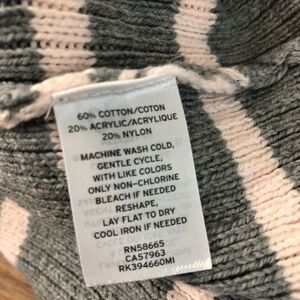 60% COTTON/COTON
20% ACRYLIC/ACRYLIQUE
20% NYLON
MACHINE WASH COLD,
GENTLE CYCLE,
WITH LIKE COLORS
ONLY NON-CHLORINE
BLEACH IF NEEDED
RESHAPE,
LAY FLAT TO DRY
COOL IRON IF NEEDED
RN58665
CA57963
RK394660MI